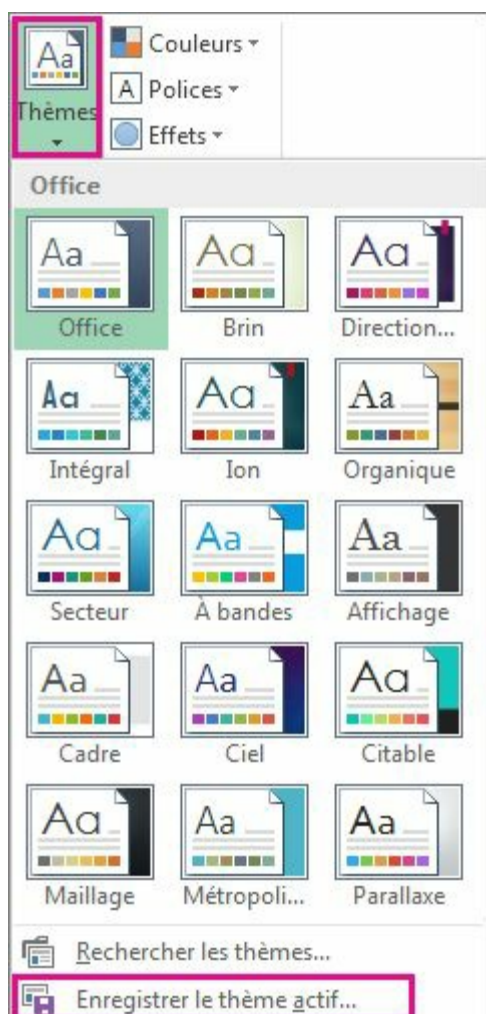 Aa
Couleurs
A Polices
Thèmes
Effets
Office
Aa Aa Aa
Office Brin Direction...
Aa Aa Aa
Intégral Ion Organique
Aa Aa Aa
Secteur À bandes Affichage
Aa Aa Aa
Cadre Ciel Citable
Aa Aa Aa
Maillage Métropoli... Parallaxe
Rechercher les thèmes...
Enregistrer le thème actif...